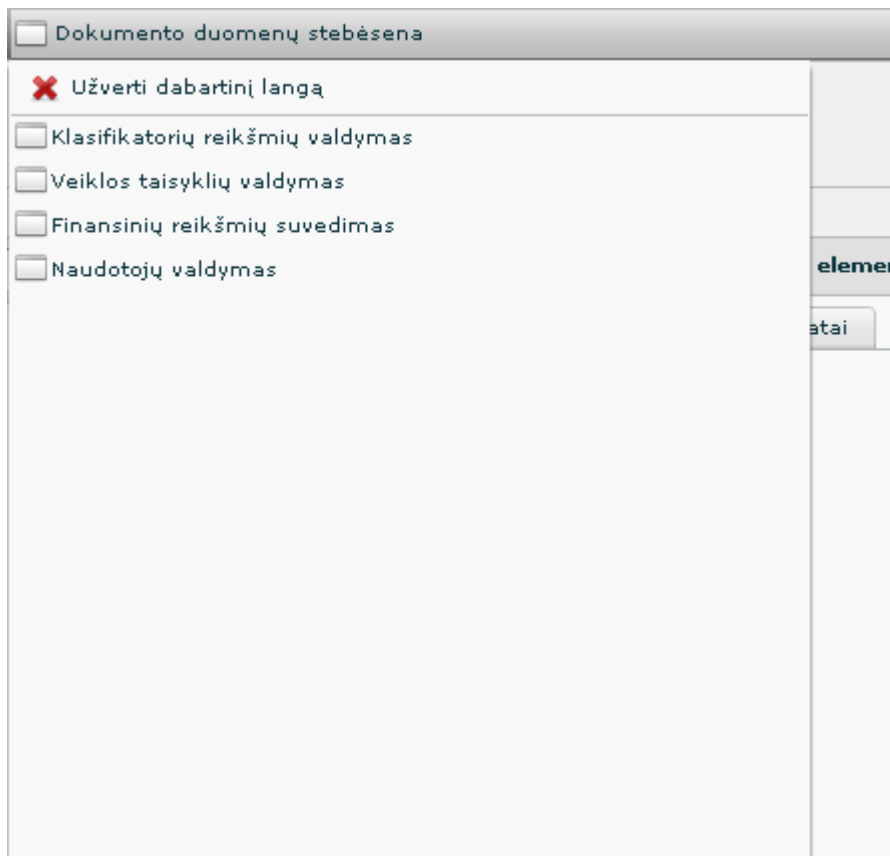 Dokumento duomenų stebėsena
Užverti dabartinį langą
Klasifikatorių reikšmių valdymas
Veiklos taisyklių valdymas
Finansinių reikšmių suvedimas
Naudotojų valdymas